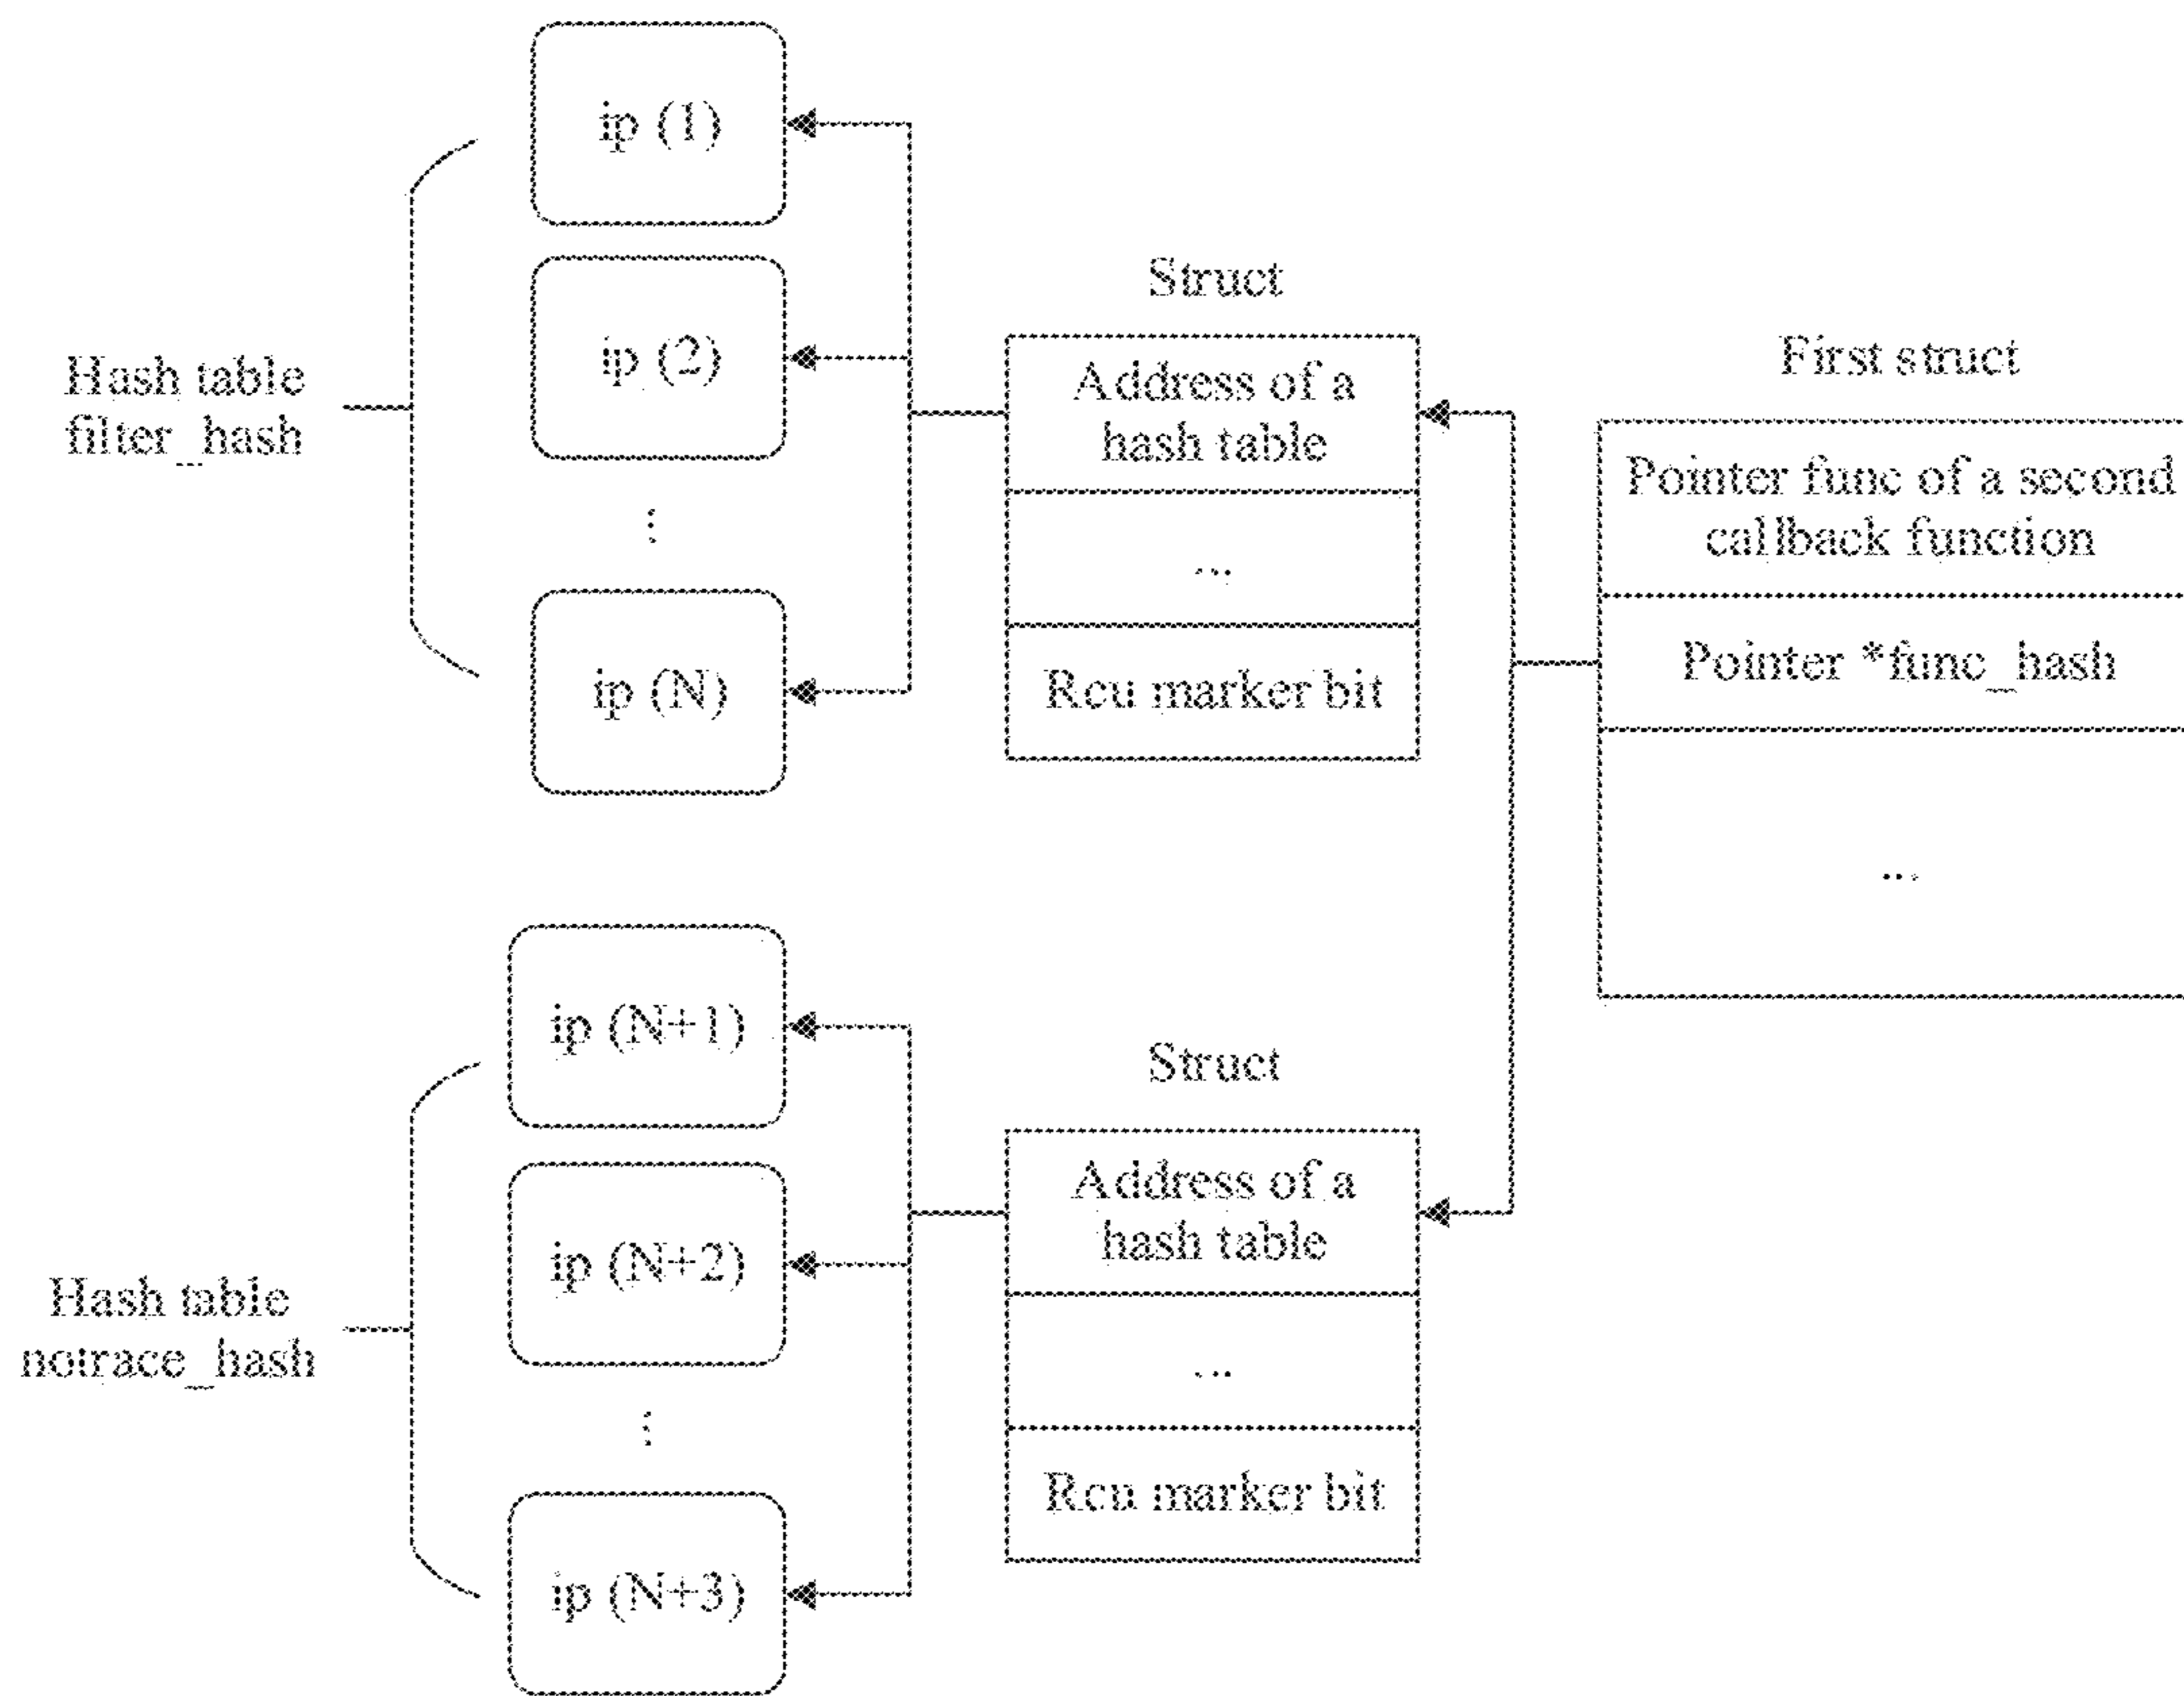 ip (1)
ip (2)
⋮
ip (N)
Hash table
filter_hash
Struct
Address of a
hash table
...
Rcu marker bit
First struct
Pointer func of a second
callback function
Pointer *func_hash
...
ip (N+1)
ip (N+2)
⋮
ip (N+3)
Hash table
notrace_hash
Struct
Address of a
hash table
...
Rcu marker bit